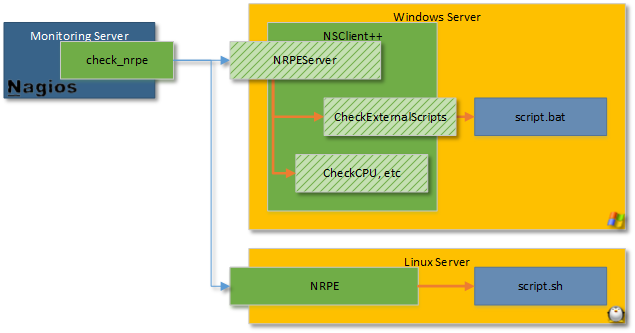 Windows Server
Monitoring Server
NSClient++
check_nrpe
NRPEServer
Nagios
CheckExternalScripts
script.bat
CheckCPU, etc
Linux Server
NRPE
script.sh